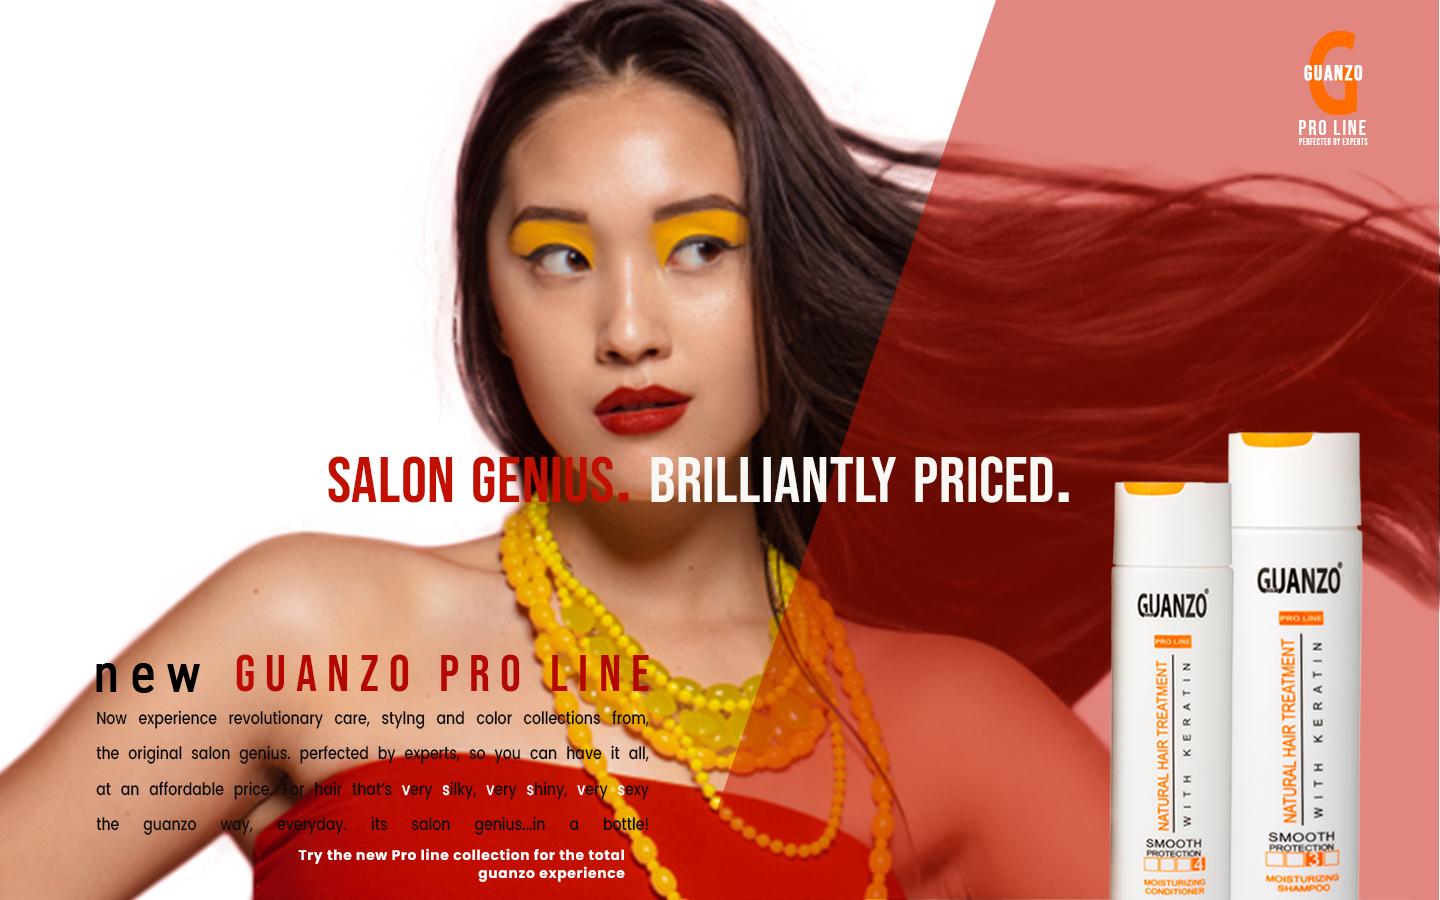 GUANZO
PRO LINE
PERFECTED BY EXPERTS
SALON GENIUS. BRILLIANTLY PRICED.
new GUANZO PRO LINE
Now experience revolutionary care, stylng and color collections from,
the original salon genius. perfected by experts, so you can have it all,
at an affordable price. For hair that's very silky, very shiny, very sexy
the guanzo way, everyday. its salon genius...in a bottle!
Try the new Pro line collection for the total
guanzo experience
GUANZO®
PRO LINE
NATURAL HAIR TREATMENT
WITH KERATIN
SMOOTH
PROTECTION
4
MOISTURIZING
CONDITIONER
GUANZO®
PRO LINE
NATURAL HAIR TREATMENT
WITH KERATIN
SMOOTH
PROTECTION
3
MOISTURIZING
SHAMPOO